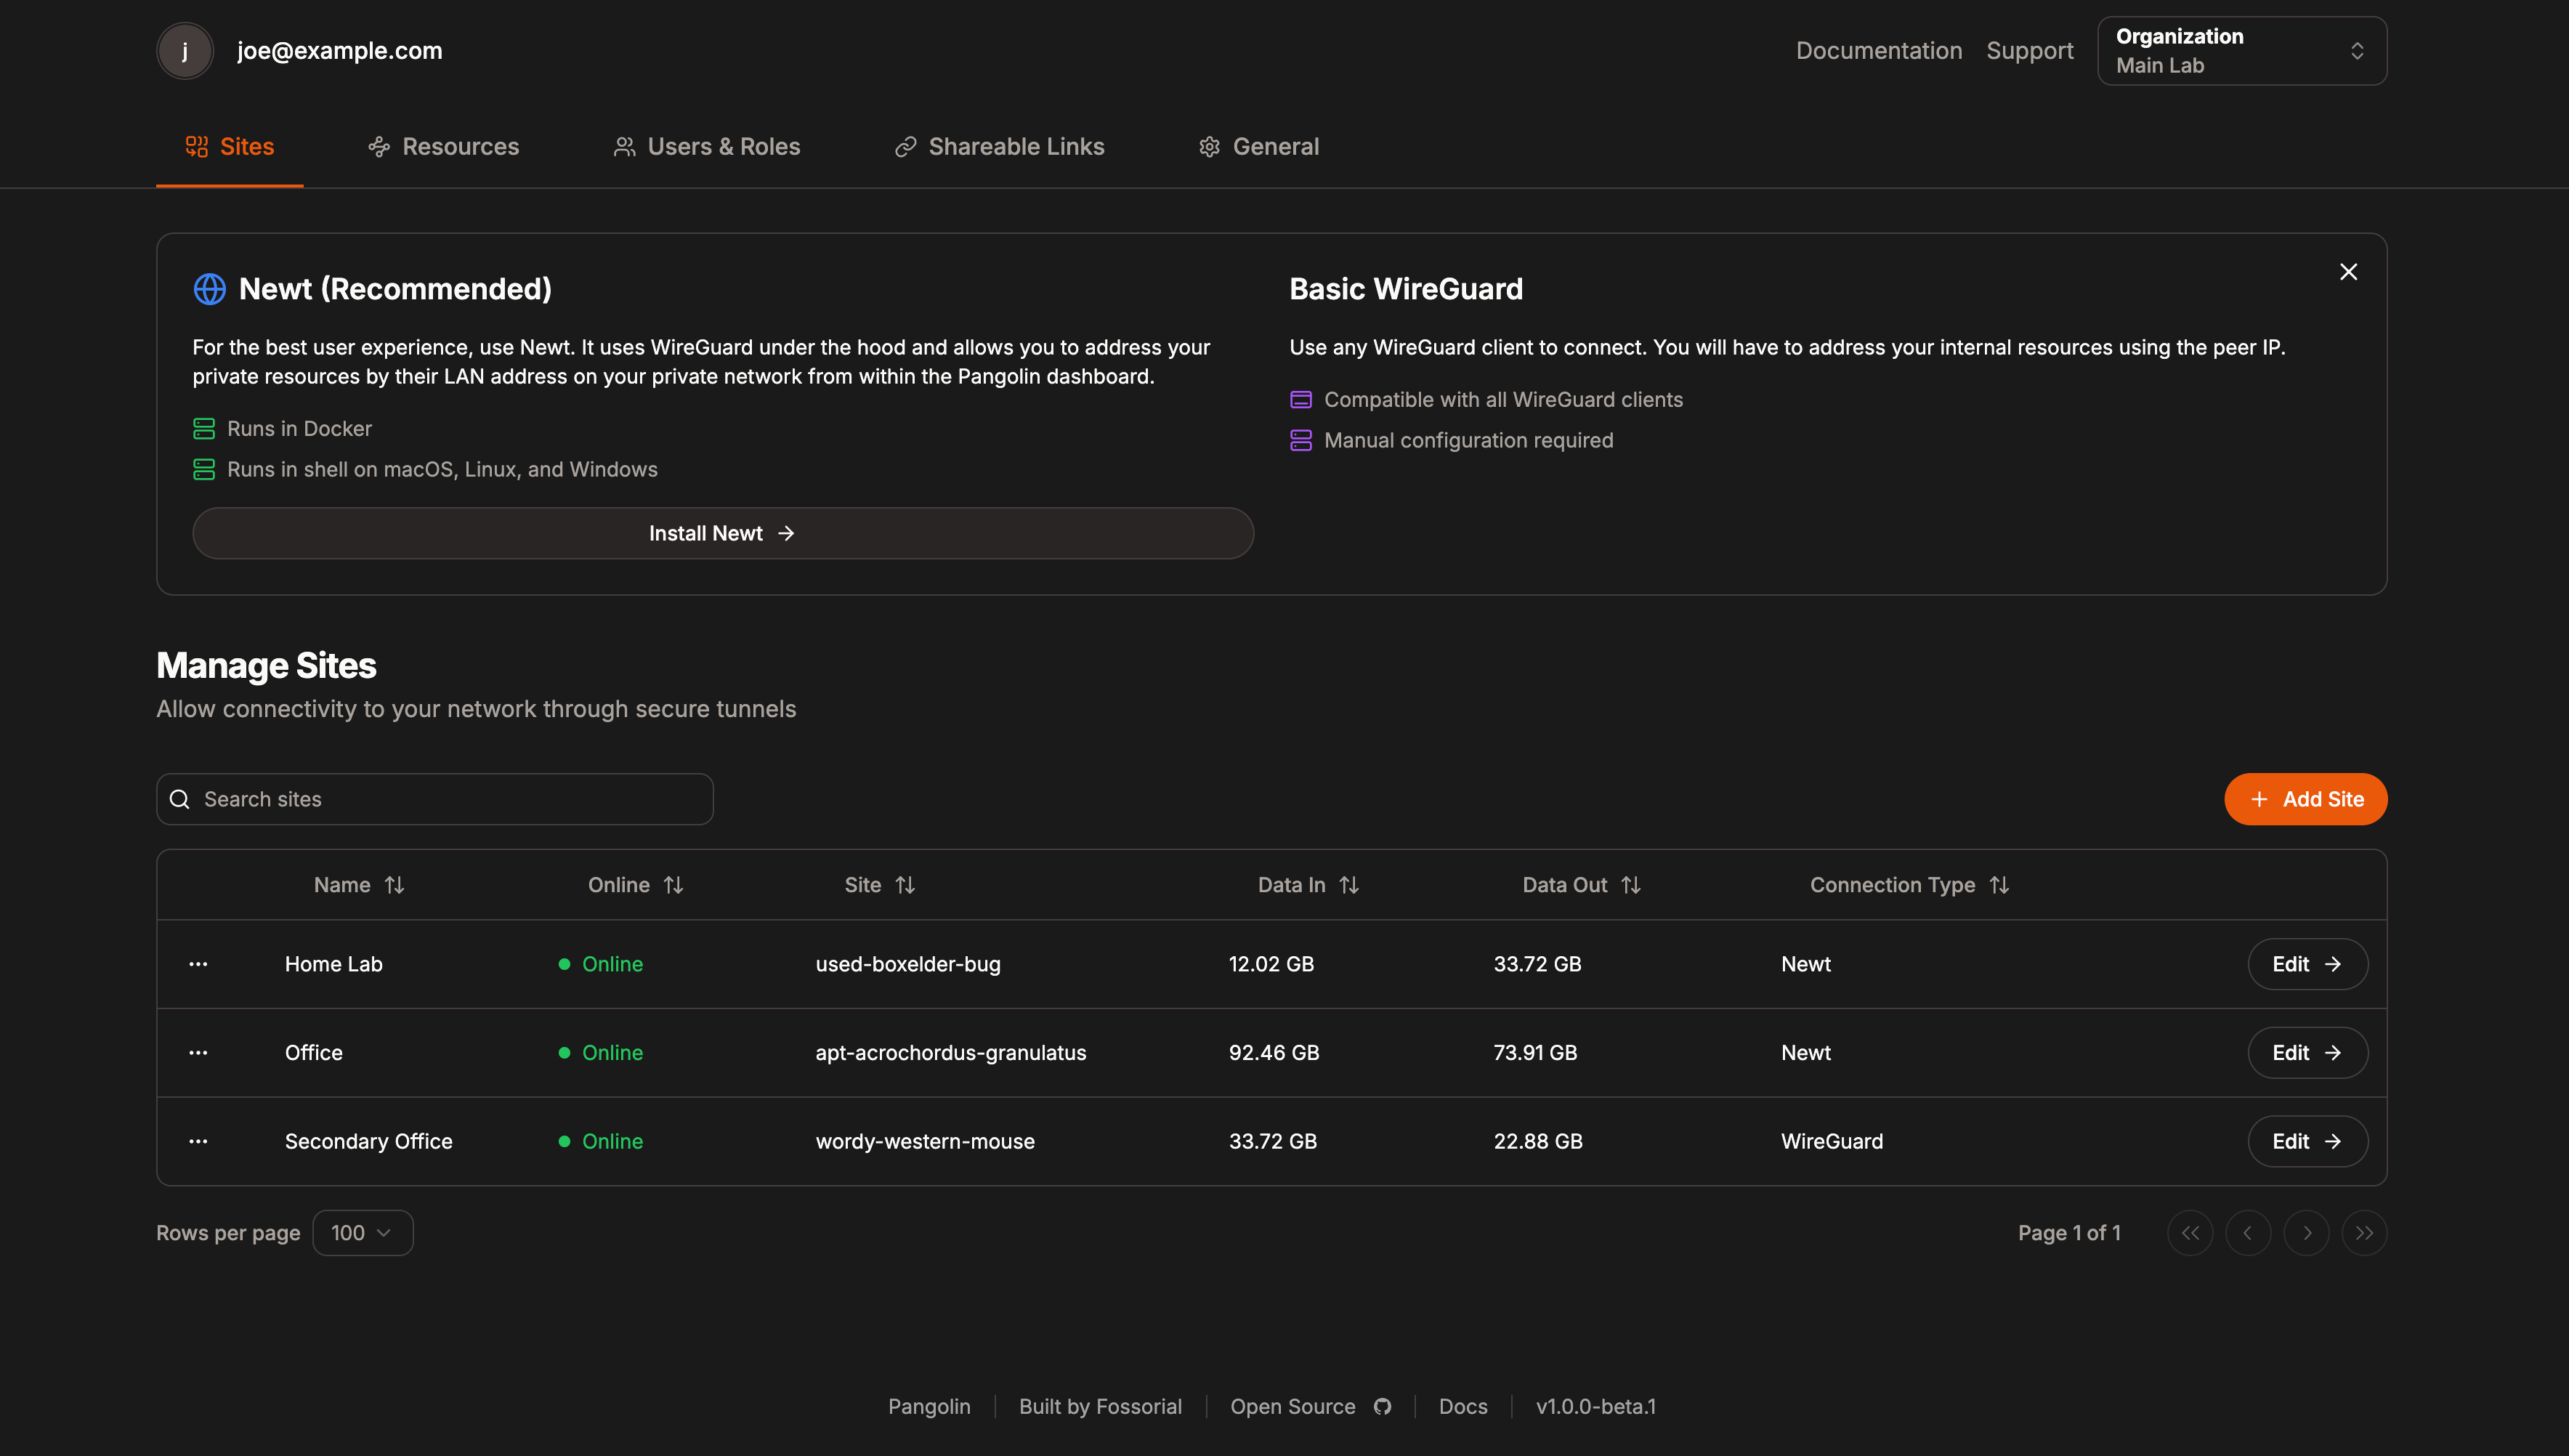 j
joe@example.com
Documentation
Support
Organization
Main Lab
Sites
Resources
Users & Roles
Shareable Links
General
Newt (Recommended)
For the best user experience, use Newt. It uses WireGuard under the hood and allows you to address your
private resources by their LAN address on your private network from within the Pangolin dashboard.
Runs in Docker
Runs in shell on macOS, Linux, and Windows
Install Newt
Basic WireGuard
Use any WireGuard client to connect. You will have to address your internal resources using the peer IP.
Compatible with all WireGuard clients
Manual configuration required
Manage Sites
Allow connectivity to your network through secure tunnels
Search sites
Add Site
Name Online Site Data In Data Out Connection Type
Home Lab Online used-boxelder-bug 12.02 GB 33.72 GB Newt Edit
Office Online apt-acrochordus-granulatus 92.46 GB 73.91 GB Newt Edit
Secondary Office Online wordy-western-mouse 33.72 GB 22.88 GB WireGuard Edit
Rows per page 100
Page 1 of 1
Pangolin Built by Fossorial Open Source Docs v1.0.0-beta.1